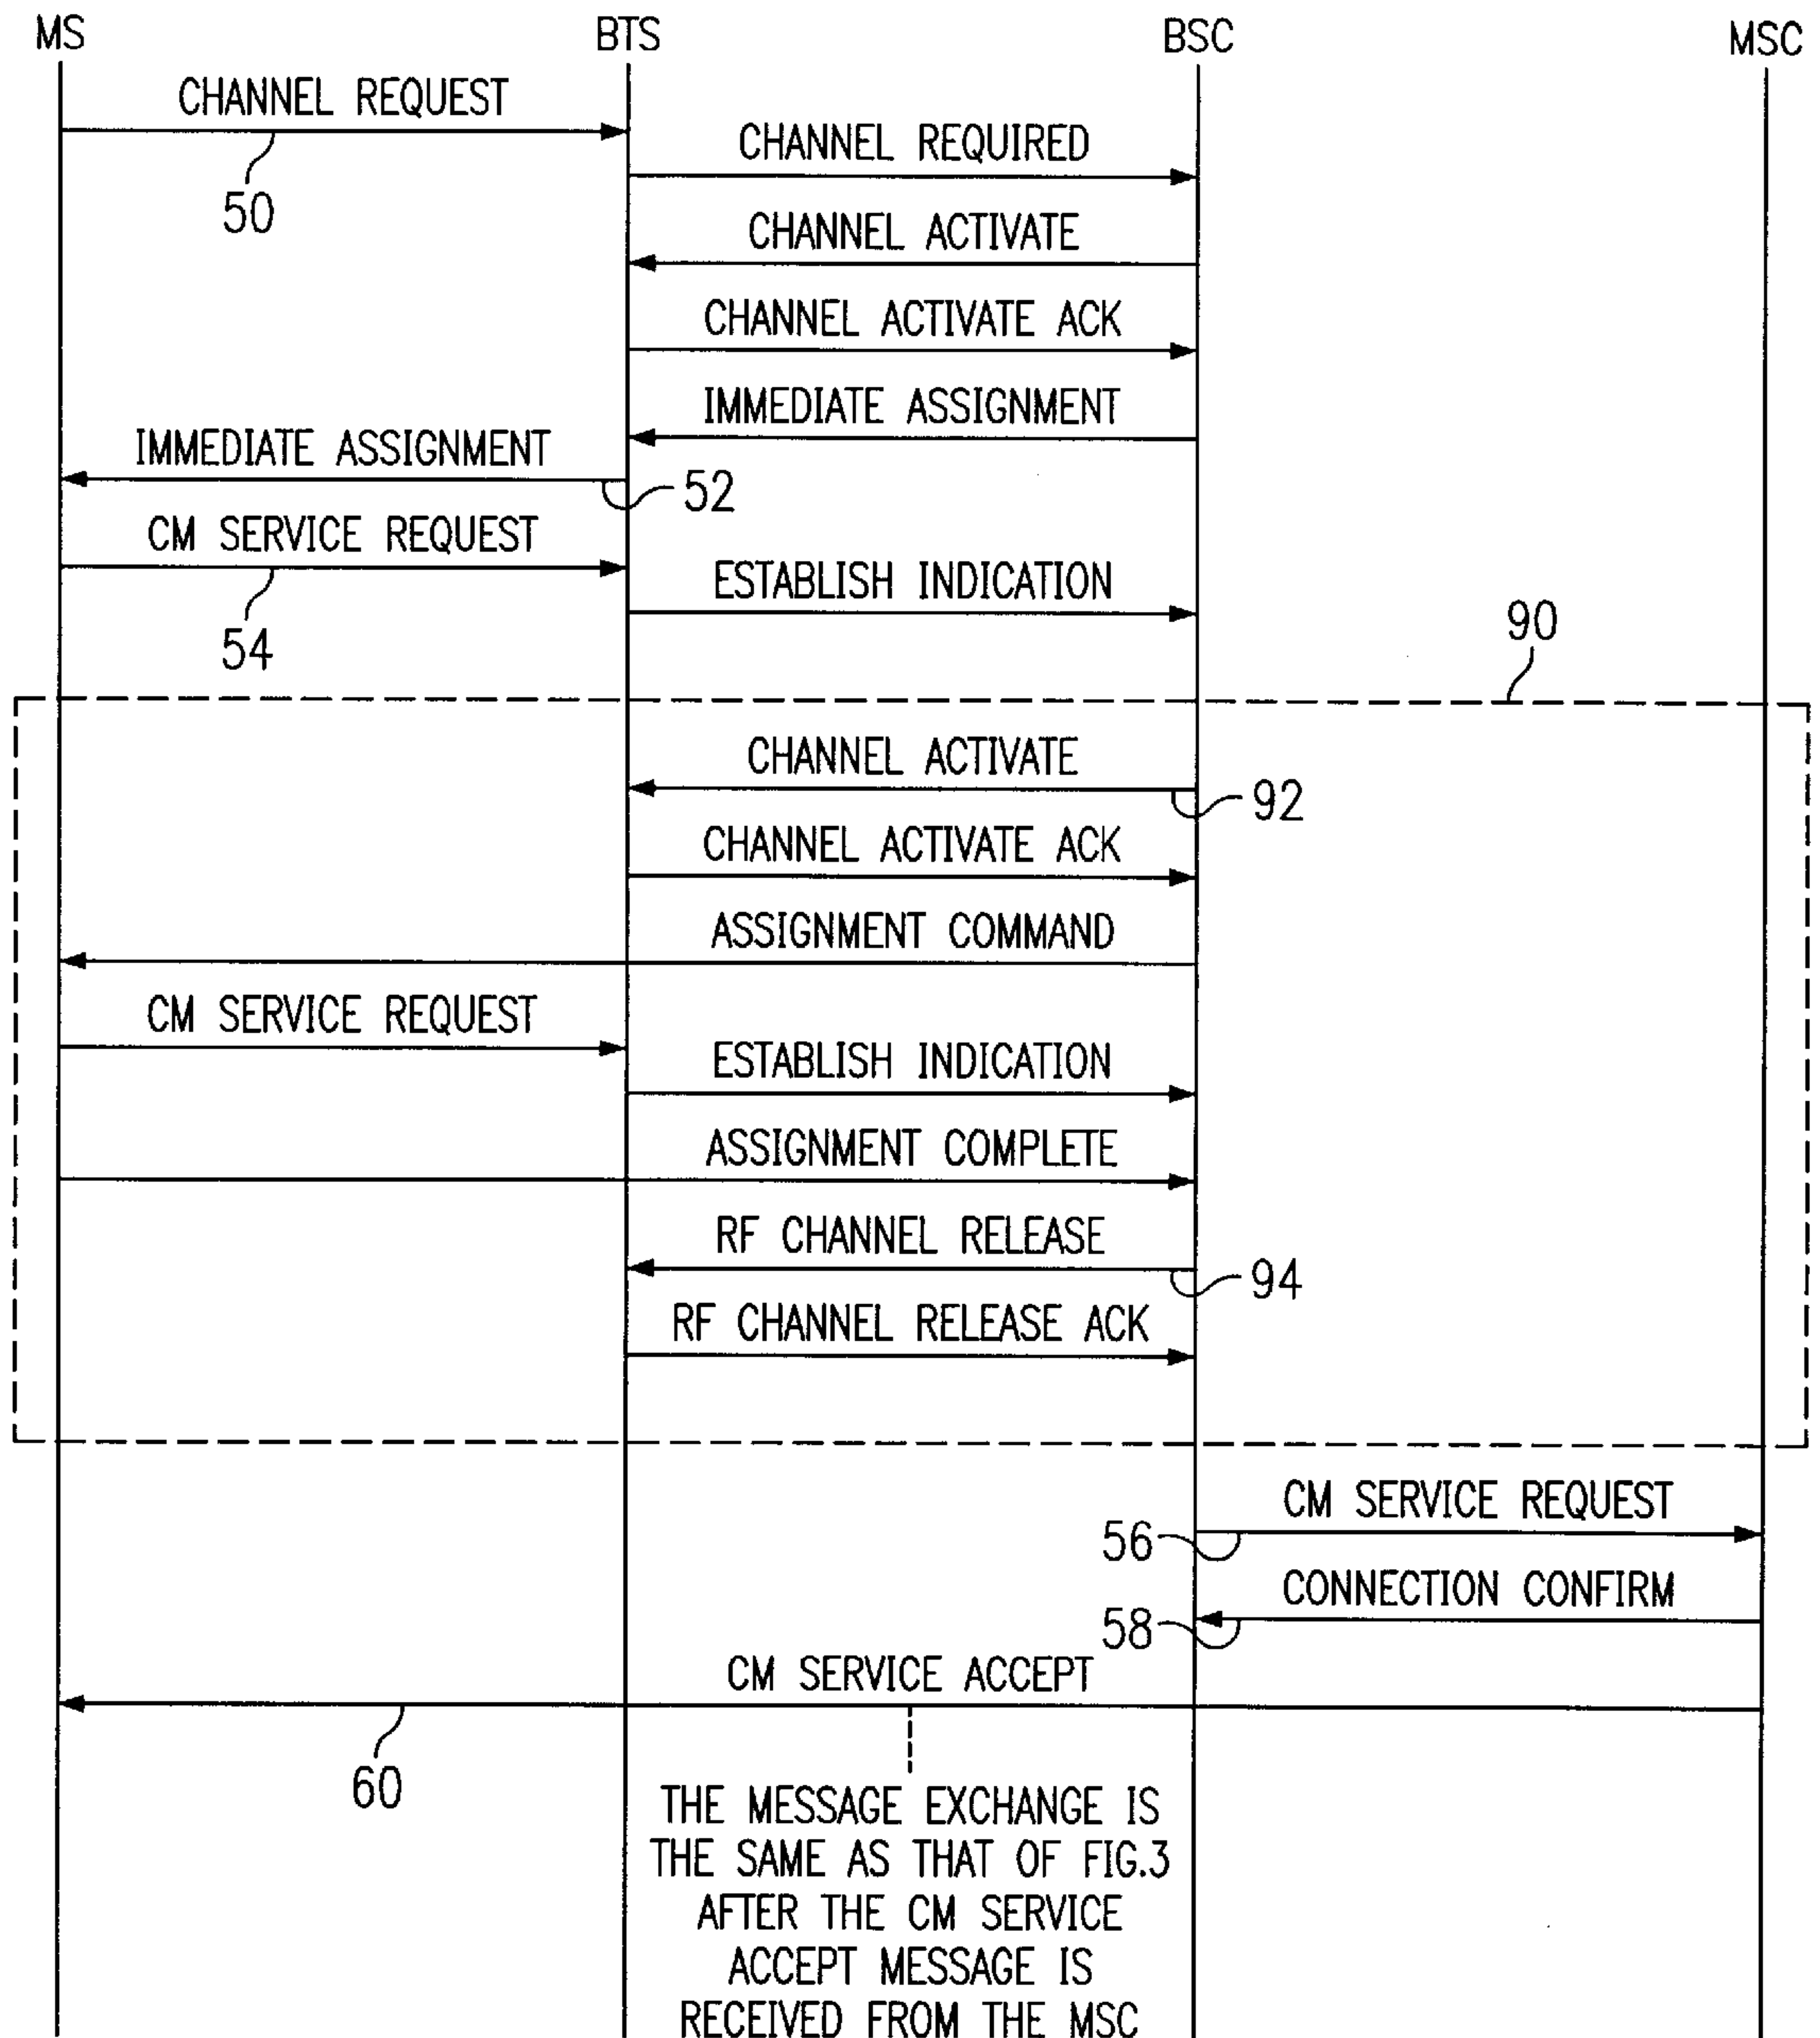 MS BTS BSC MSC
CHANNEL REQUEST
50
CHANNEL REQUIRED
CHANNEL ACTIVATE
CHANNEL ACTIVATE ACK
IMMEDIATE ASSIGNMENT
IMMEDIATE ASSIGNMENT
52
CM SERVICE REQUEST
54
ESTABLISH INDICATION
90
CHANNEL ACTIVATE
92
CHANNEL ACTIVATE ACK
ASSIGNMENT COMMAND
CM SERVICE REQUEST
ESTABLISH INDICATION
ASSIGNMENT COMPLETE
RF CHANNEL RELEASE
94
RF CHANNEL RELEASE ACK
CM SERVICE REQUEST
56
CONNECTION CONFIRM
58
CM SERVICE ACCEPT
60
THE MESSAGE EXCHANGE IS
THE SAME AS THAT OF FIG.3
AFTER THE CM SERVICE
ACCEPT MESSAGE IS
RECEIVED FROM THE MSC